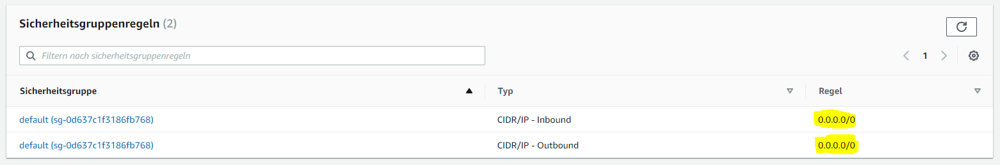 Sicherheitsgruppenregeln (2)
Filtern nach sicherheitsgruppenregeln
1
Sicherheitsgruppe Typ Regel
default (sg-0d637c1f3186fb768) CIDR/IP - Inbound 0.0.0.0/0
default (sg-0d637c1f3186fb768) CIDR/IP - Outbound 0.0.0.0/0